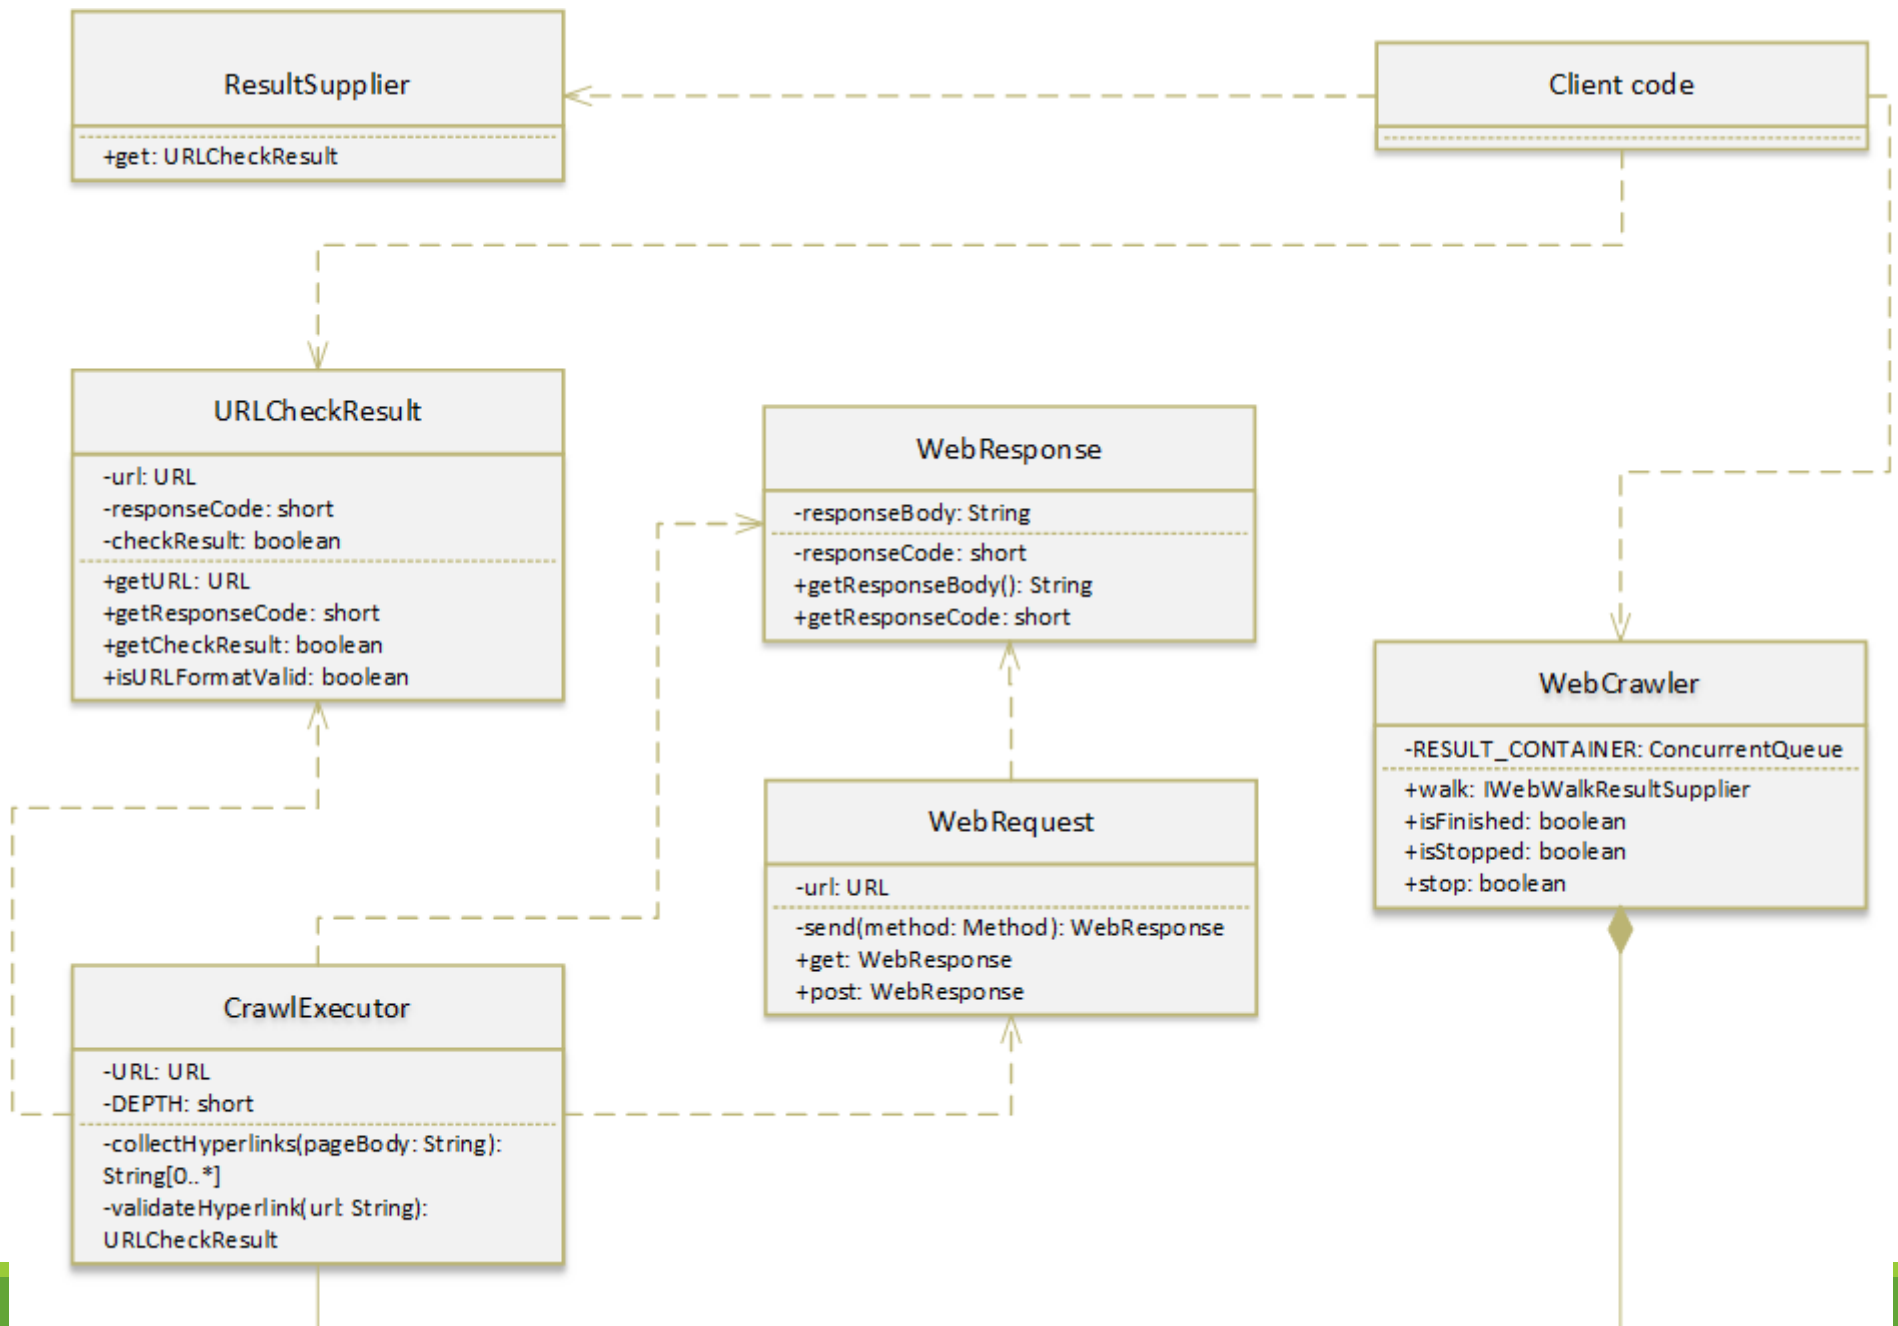 ResultSupplier
+get: URLCheckResult
Client code
URLCheckResult
-url: URL
-responseCode: short
-checkResult: boolean
+getURL: URL
+getResponseCode: short
+getCheckResult: boolean
+isURLFormatValid: boolean
WebResponse
-responseBody: String
-responseCode: short
+getResponseBody(): String
+getResponseCode: short
WebCrawler
-RESULT_CONTAINER: ConcurrentQueue
+walk: IWebWalkResultSupplier
+isFinished: boolean
+isStopped: boolean
+stop: boolean
WebRequest
-url: URL
-send(method: Method): WebResponse
+get: WebResponse
+post: WebResponse
CrawlExecutor
-URL: URL
-DEPTH: short
-collectHyperlinks(pageBody: String):
String[0..*]
-validateHyperlink(url: String):
URLCheckResult